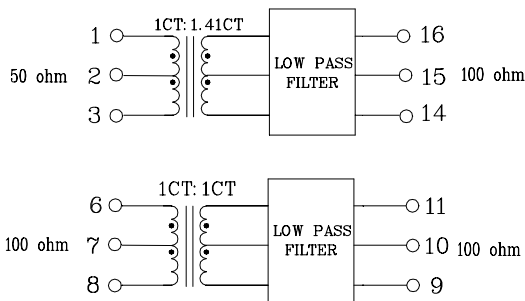 1CT: 1.41CT
1
16
50 ohm
2
LOW PASS
FILTER
15
100 ohm
3
14
1CT: 1CT
6
11
100 ohm
7
LOW PASS
FILTER
10
100 ohm
8
9